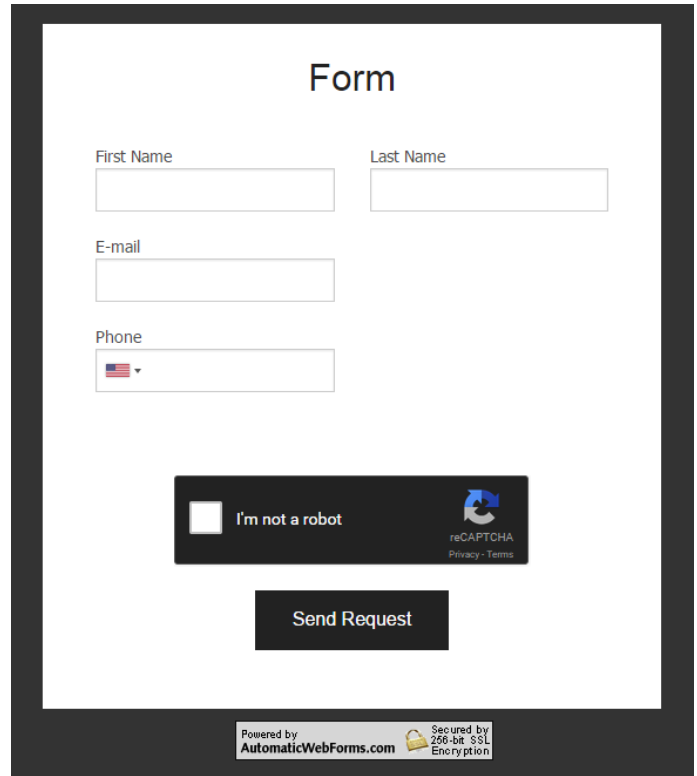 Form
First Name Last Name
E-mail
Phone
I'm not a robot
reCAPTCHA
Privacy - Terms
Send Request
Powered by
AutomaticWebForms.com
Secured by
256-bit SSL
Encryption